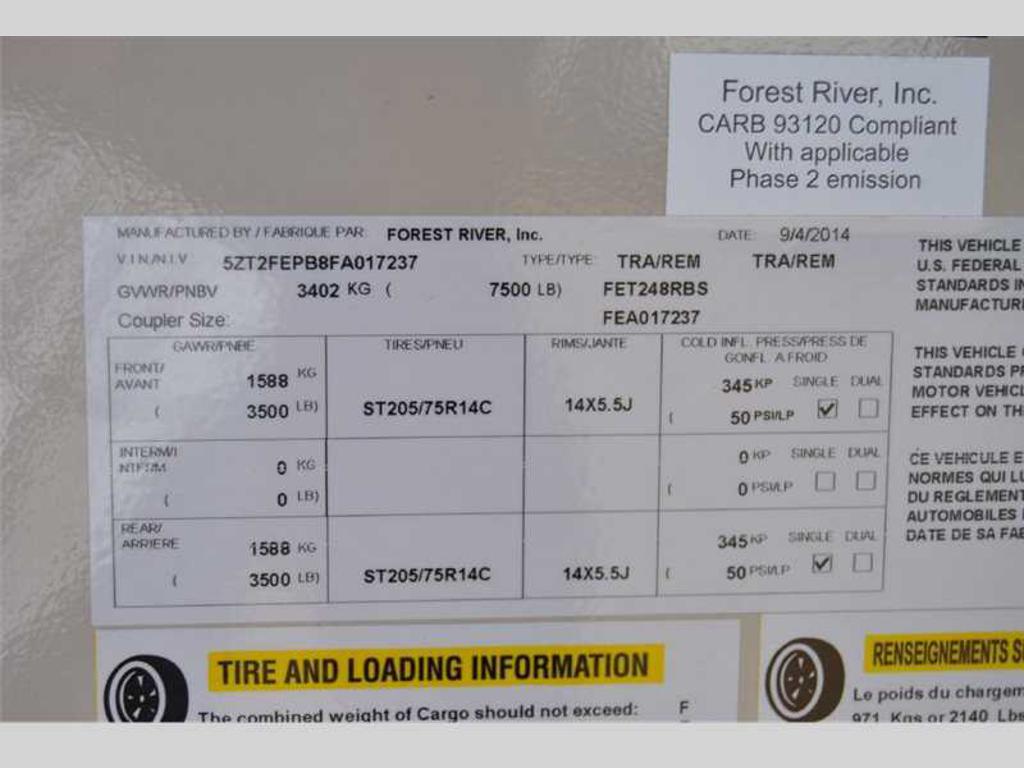 Forest River, Inc.
CARB 93120 Compliant
With applicable
Phase 2 emission
MANUFACTURED BY / FABRIQUE PAR: FOREST RIVER, Inc. DATE: 9/4/2014
V I N / N I V 5ZT2FEPB8FA017237 TYPE/TYPE: TRA/REM TRA/REM
GVWR/PNBV 3402 KG ( 7500 LB) FET248RBS
Coupler Size: FEA017237
GAWR/PNBE TIRES/PNEU RIMS/JANTE COLD INFL. PRESS/PRESS DE
GONFL. A FROID
FRONT/
AVANT 1588 KG 345 KP SINGLE DUAL
( 3500 LB) ST205/75R14C 14X5.5J ( 50 PSI/LP
INTERM/I
NTERM 0 KG 0 KP SINGLE DUAL
( 0 LB) ( 0 PSI/LP
REAR/
ARRIERE 1588 KG 345 KP SINGLE DUAL
( 3500 LB) ST205/75R14C 14X5.5J ( 50 PSI/LP
THIS VEHICLE
U.S. FEDERAL
STANDARDS IN
MANUFACTUR
THIS VEHICLE
STANDARDS PR
MOTOR VEHICL
EFFECT ON TH
CE VEHICULE E
NORMES QUI LU
DU REGLEMENT
AUTOMOBILES
DATE DE SA FAB
TIRE AND LOADING INFORMATION
The combined weight of Cargo should not exceed: F
RENSEIGNEMENTS S
Le poids du chargem
971 Kgs or 2140 Lbs